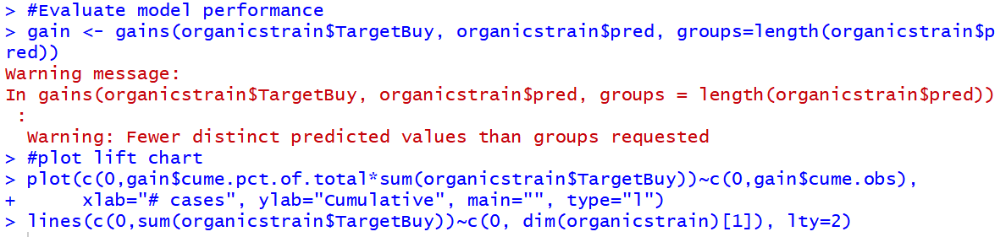 > #Evaluate model performance
> gain <- gains(organicstrain$TargetBuy, organicstrain$pred, groups=length(organicstrain$p
red))
Warning message:
In gains(organicstrain$TargetBuy, organicstrain$pred, groups = length(organicstrain$pred)) 
 :
  Warning: Fewer distinct predicted values than groups requested
> #plot lift chart
> plot(c(0,gain$cume.pct.of.total*sum(organicstrain$TargetBuy))~c(0,gain$cume.obs),
+      xlab="# cases", ylab="Cumulative", main="", type="l")
> lines(c(0,sum(organicstrain$TargetBuy))~c(0, dim(organicstrain)[1]), lty=2)